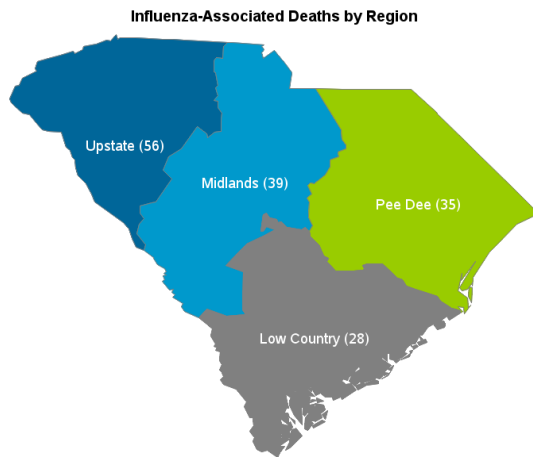 Influenza-Associated Deaths by Region
Upstate (56)
Midlands (39)
Pee Dee (35)
Low Country (28)